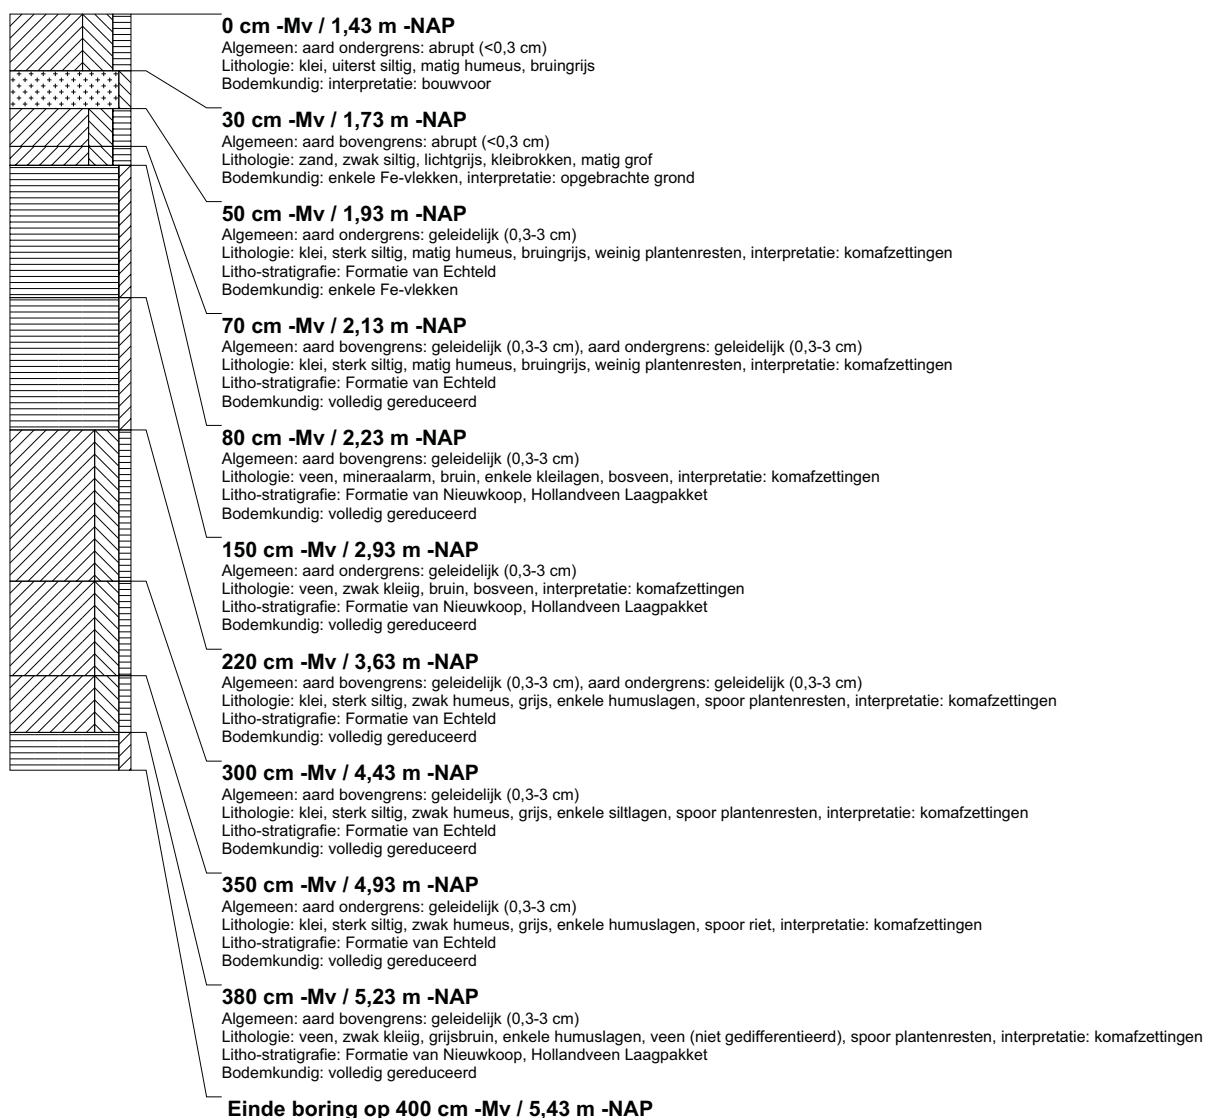 0 cm -Mv / 1,43 m -NAP
Algemeen: aard ondergrens: abrupt (<0,3 cm)
Lithologie: klei, uiterst siltig, matig humeus, bruingrijs
Bodemkundig: interpretatie: bouwvoor
30 cm -Mv / 1,73 m -NAP
Algemeen: aard bovengrens: abrupt (<0,3 cm)
Lithologie: zand, zwak siltig, lichtgrijs, kleibrokken, matig grof
Bodemkundig: enkele Fe-vlekken, interpretatie: opgebrachte grond
50 cm -Mv / 1,93 m -NAP
Algemeen: aard ondergrens: geleidelijk (0,3-3 cm)
Lithologie: klei, sterk siltig, matig humeus, bruingrijs, weinig plantenresten, interpretatie: komafzettingen
Litho-stratigrafie: Formatie van Echteld
Bodemkundig: enkele Fe-vlekken
70 cm -Mv / 2,13 m -NAP
Algemeen: aard bovengrens: geleidelijk (0,3-3 cm), aard ondergrens: geleidelijk (0,3-3 cm)
Lithologie: klei, sterk siltig, matig humeus, bruingrijs, weinig plantenresten, interpretatie: komafzettingen
Litho-stratigrafie: Formatie van Echteld
Bodemkundig: volledig gereduceerd
80 cm -Mv / 2,23 m -NAP
Algemeen: aard bovengrens: geleidelijk (0,3-3 cm)
Lithologie: veen, mineraalarm, bruin, enkele kleilagen, bosveen, interpretatie: komafzettingen
Litho-stratigrafie: Formatie van Nieuwkoop, Hollandveen Laagpakket
Bodemkundig: volledig gereduceerd
150 cm -Mv / 2,93 m -NAP
Algemeen: aard ondergrens: geleidelijk (0,3-3 cm)
Lithologie: veen, zwak kleiig, bruin, bosveen, interpretatie: komafzettingen
Litho-stratigrafie: Formatie van Nieuwkoop, Hollandveen Laagpakket
Bodemkundig: volledig gereduceerd
220 cm -Mv / 3,63 m -NAP
Algemeen: aard bovengrens: geleidelijk (0,3-3 cm), aard ondergrens: geleidelijk (0,3-3 cm)
Lithologie: klei, sterk siltig, zwak humeus, grijs, enkele humuslagen, spoor plantenresten, interpretatie: komafzettingen
Litho-stratigrafie: Formatie van Echteld
Bodemkundig: volledig gereduceerd
300 cm -Mv / 4,43 m -NAP
Algemeen: aard bovengrens: geleidelijk (0,3-3 cm)
Lithologie: klei, sterk siltig, zwak humeus, grijs, enkele siltlagen, spoor plantenresten, interpretatie: komafzettingen
Litho-stratigrafie: Formatie van Echteld
Bodemkundig: volledig gereduceerd
350 cm -Mv / 4,93 m -NAP
Algemeen: aard ondergrens: geleidelijk (0,3-3 cm)
Lithologie: klei, sterk siltig, zwak humeus, grijs, enkele humuslagen, spoor riet, interpretatie: komafzettingen
Litho-stratigrafie: Formatie van Echteld
Bodemkundig: volledig gereduceerd
380 cm -Mv / 5,23 m -NAP
Algemeen: aard bovengrens: geleidelijk (0,3-3 cm)
Lithologie: veen, zwak kleiig, grijsbruin, enkele humuslagen, veen (niet gedifferentieerd), spoor plantenresten, interpretatie: komafzettingen
Litho-stratigrafie: Formatie van Nieuwkoop, Hollandveen Laagpakket
Bodemkundig: volledig gereduceerd
Einde boring op 400 cm -Mv / 5,43 m -NAP